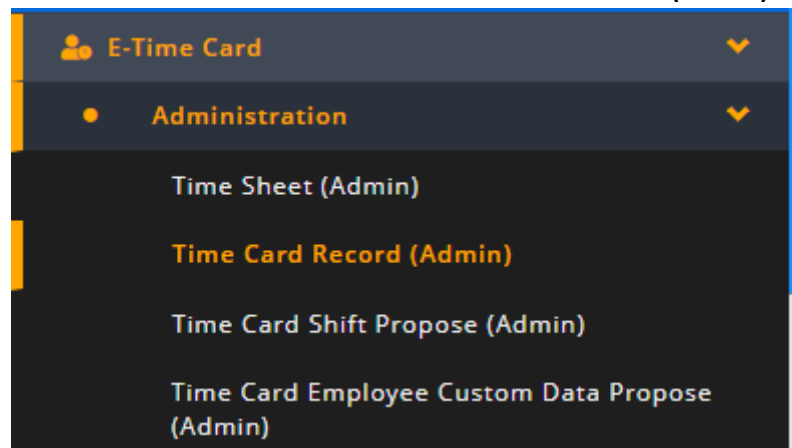 E-Time Card
Administration
Time Sheet (Admin)
Time Card Record (Admin)
Time Card Shift Propose (Admin)
Time Card Employee Custom Data Propose
(Admin)